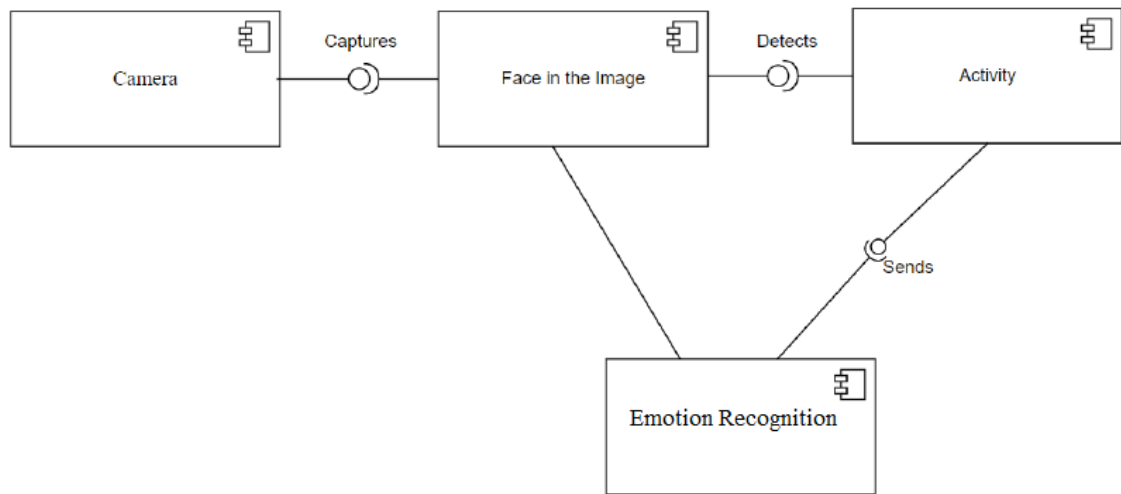 Captures
Detects
Camera
Face in the Image
Activity
Sends
Emotion Recognition